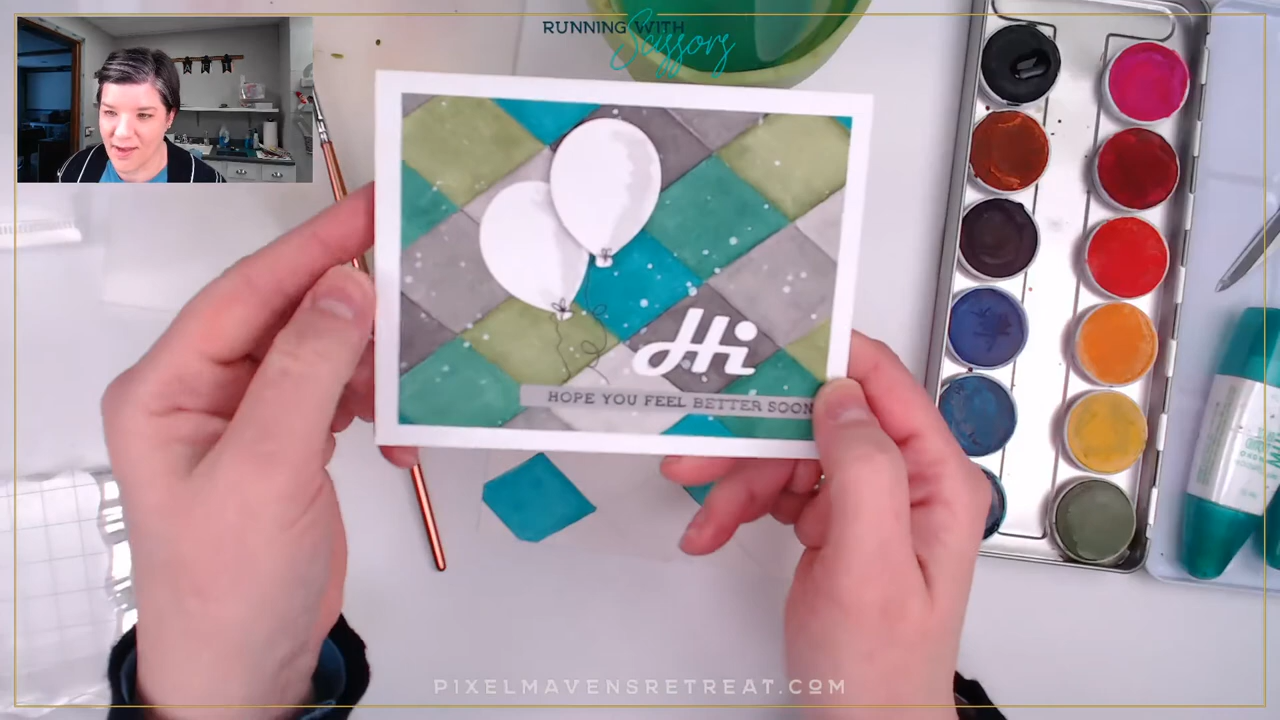 RUNNING WITH
Scissors
Hi
HOPE YOU FEEL BETTER SOON
PIXELMAVENSRETREAT.COM